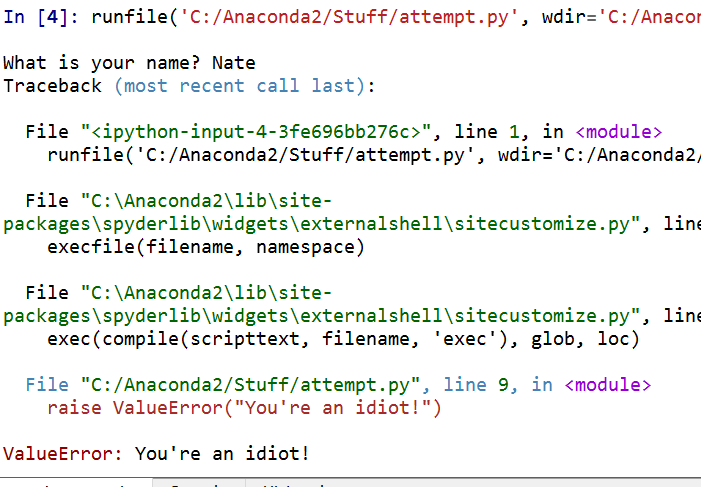 In [4]: runfile('C:/Anaconda2/Stuff/attempt.py', wdir='C:/Anacon
What is your name? Nate
Traceback (most recent call last):
File "<ipython-input-4-3fe696bb276c>", line 1, in <module>
runfile('C:/Anaconda2/Stuff/attempt.py', wdir='C:/Anaconda2/
File "C:\Anaconda2\lib\site-
packages\spyderlib\widgets\externalshell\sitecustomize.py", line
execfile(filename, namespace)
File "C:\Anaconda2\lib\site-
packages\spyderlib\widgets\externalshell\sitecustomize.py", line
exec(compile(scripttext, filename, 'exec'), glob, loc)
File "C:/Anaconda2/Stuff/attempt.py", line 9, in <module>
raise ValueError("You're an idiot!")
ValueError: You're an idiot!